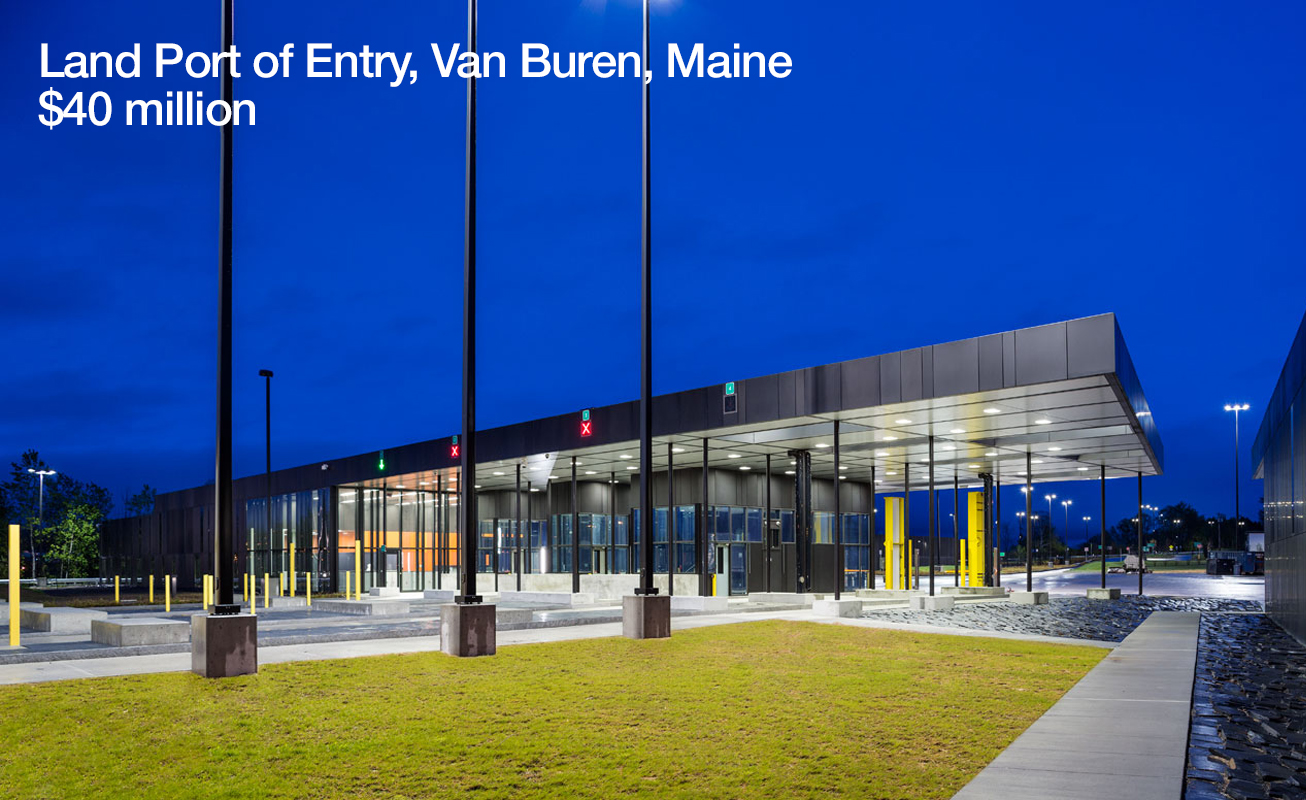 Land Port of Entry, Van Buren, Maine
$40 million
X
X